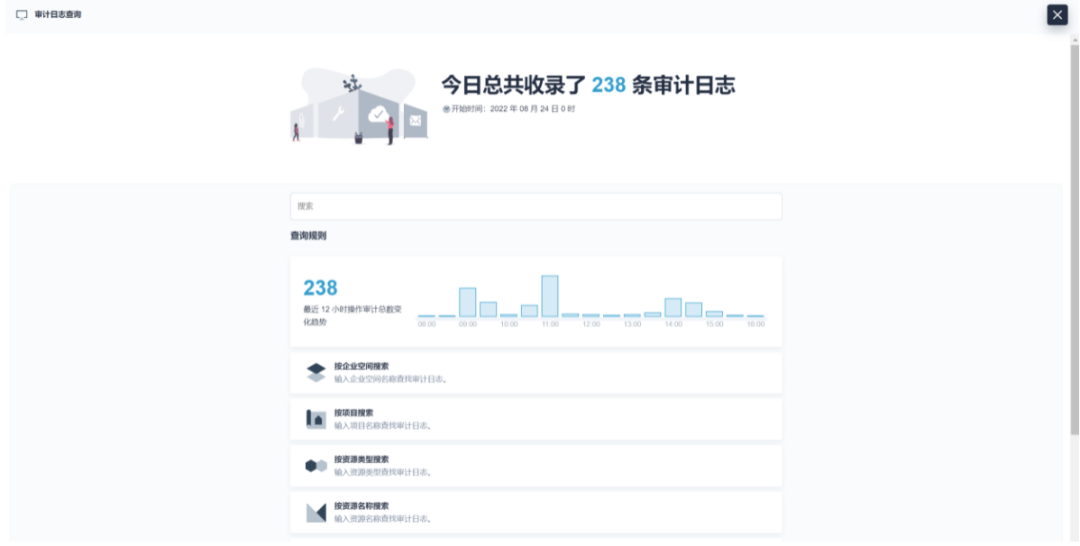 审计日志查询
今日总共收录了 238 条审计日志
开始时间：2022 年 08 月 24 日 0 时
搜索
查询规则
238
最近 12 小时操作审计总数变
化趋势
08:00 09:00 10:00 11:00 12:00 13:00 14:00 15:00 16:00
按企业空间搜索
输入企业空间名称查找审计日志。
按项目搜索
输入项目名称查找审计日志。
按资源类型搜索
输入资源类型查找审计日志。
按资源名称搜索
输入资源名称查找审计日志。